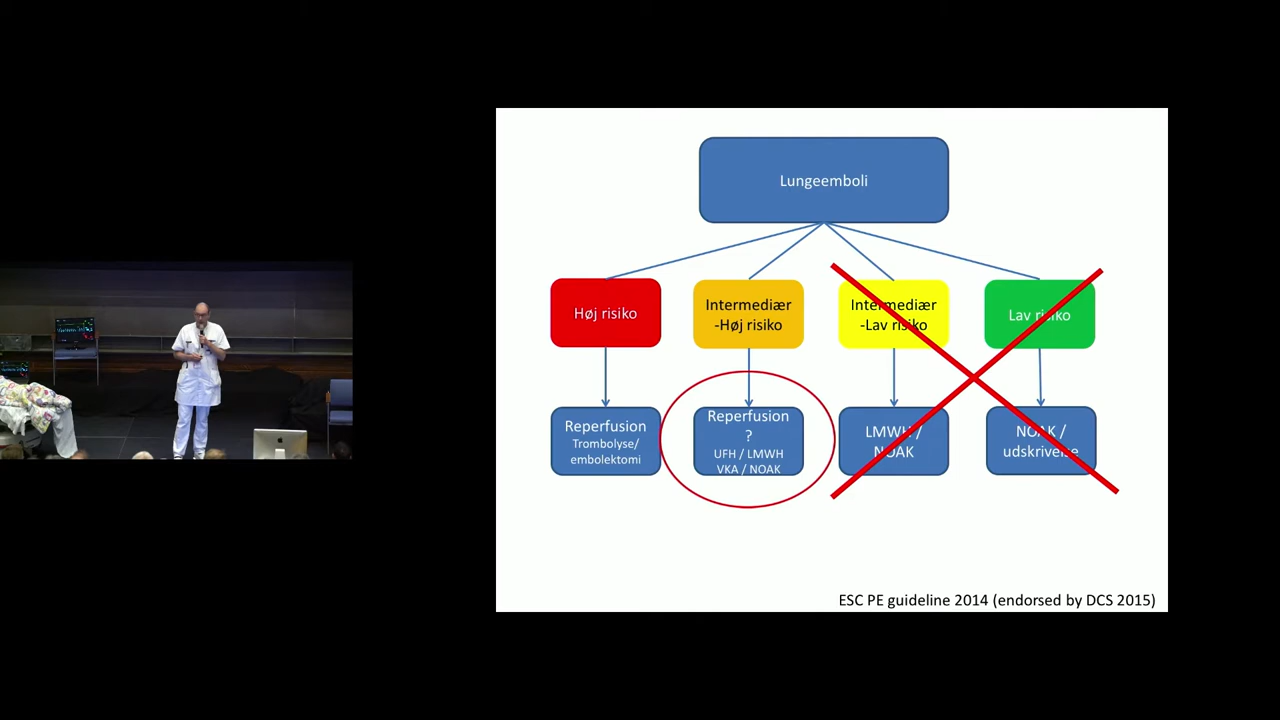 Lungeemboli
Høj risiko
Intermediær
-Høj risiko
Intermediær
-Lav risiko
Lav risiko
Reperfusion
Trombolyse/
embolektomi
Reperfusion
?
UFH / LMWH
VKA / NOAK
LMWH /
NOAK
NOAK /
udskrivelse
ESC PE guideline 2014 (endorsed by DCS 2015)